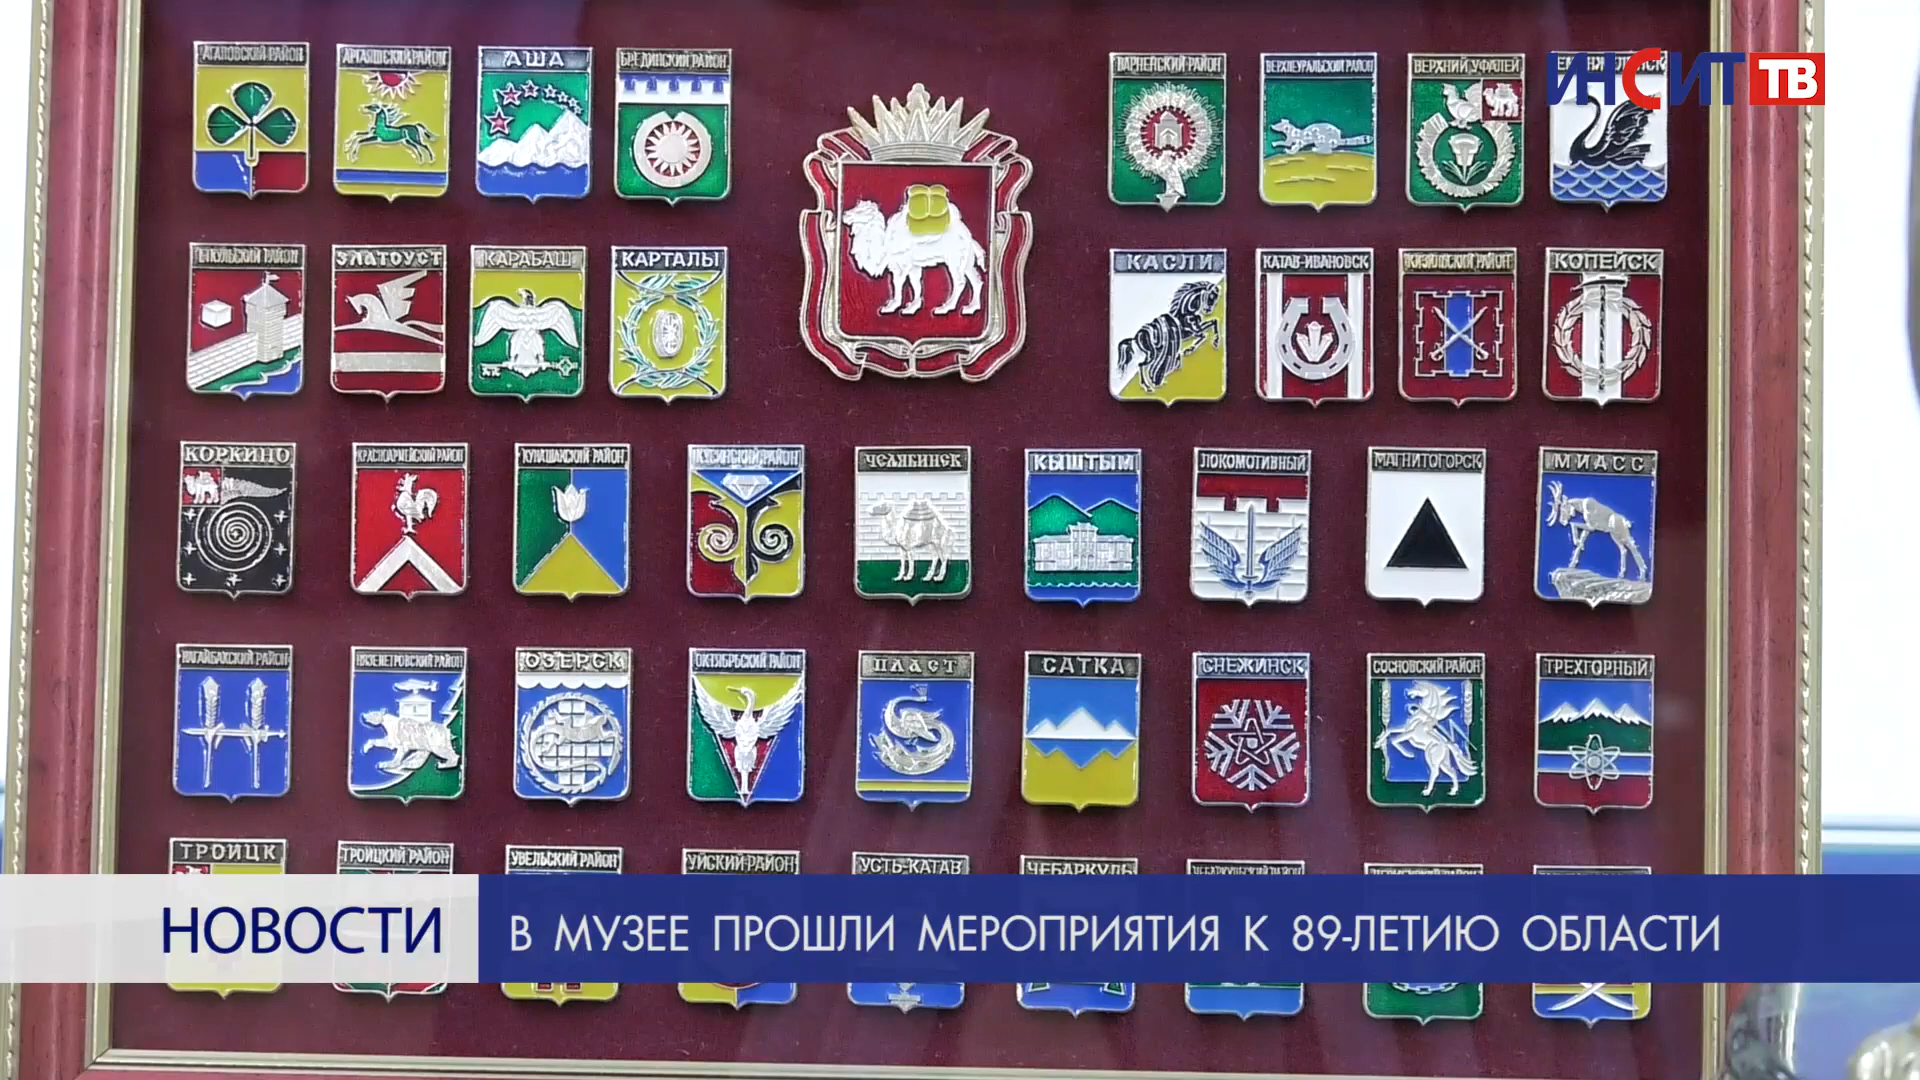 АГАПОВСКИЙ РАЙОН
АРГАЯШСКИЙ РАЙОН
АША
БРЕДИНСКИЙ РАЙОН
ВАРНЕНСКИЙ РАЙОН
ВЕРХНЕУРАЛЬСКИЙ РАЙОН
ВЕРХНИЙ УФАЛЕЙ
ИНСИТ ТВ
РАЙОН
ЗЛАТОУСТ
КАРАБАШ
КАРТАЛЫ
КАСЛИ
КАТАВ-ИВАНОВСК
КИЗИЛЬСКИЙ РАЙОН
КОПЕЙСК
КОРКИНО
КРАСНОАРМЕЙСКИЙ РАЙОН
КУНАШАКСКИЙ РАЙОН
КУСИНСКИЙ РАЙОН
ЧЕЛЯБИНСК
КЫШТЫМ
ЛОКОМОТИВНЫЙ
МАГНИТОГОРСК
МИАСС
НАГАЙБАКСКИЙ РАЙОН
НЯЗЕПЕТРОВСКИЙ РАЙОН
ОЗЕРСК
ОКТЯБРЬСКИЙ РАЙОН
ПЛАСТ
САТКА
СНЕЖИНСК
СОСНОВСКИЙ РАЙОН
ТРЕХГОРНЫЙ
ТРОИЦК
ТРОИЦКИЙ РАЙОН
УВЕЛЬСКИЙ РАЙОН
УЙСКИЙ РАЙОН
УСТЬ-КАТАВ
ЧЕБАРКУЛЬ
НОВОСТИ
В МУЗЕЕ ПРОШЛИ МЕРОПРИЯТИЯ К 89-ЛЕТИЮ ОБЛАСТИ